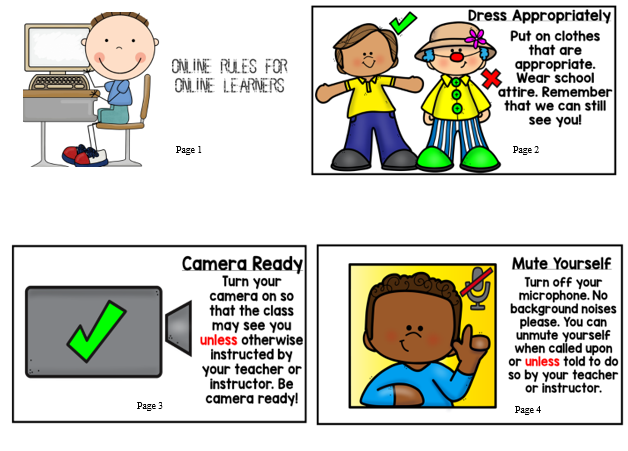 ONLINE RULES FOR
ONLINE LEARNERS
Page 1
Dress Appropriately
Put on clothes
that are
appropriate.
Wear school
attire. Remember
that we can still
see you!
Page 2
Camera Ready
Turn your
camera on so
that the class
may see you
unless otherwise
instructed by
your teacher or
instructor. Be
camera ready!
Page 3
Mute Yourself
Turn off your
microphone. No
background noises
please. You can
unmute yourself
when called upon
or unless told to do
so by your teacher
or instructor.
Page 4